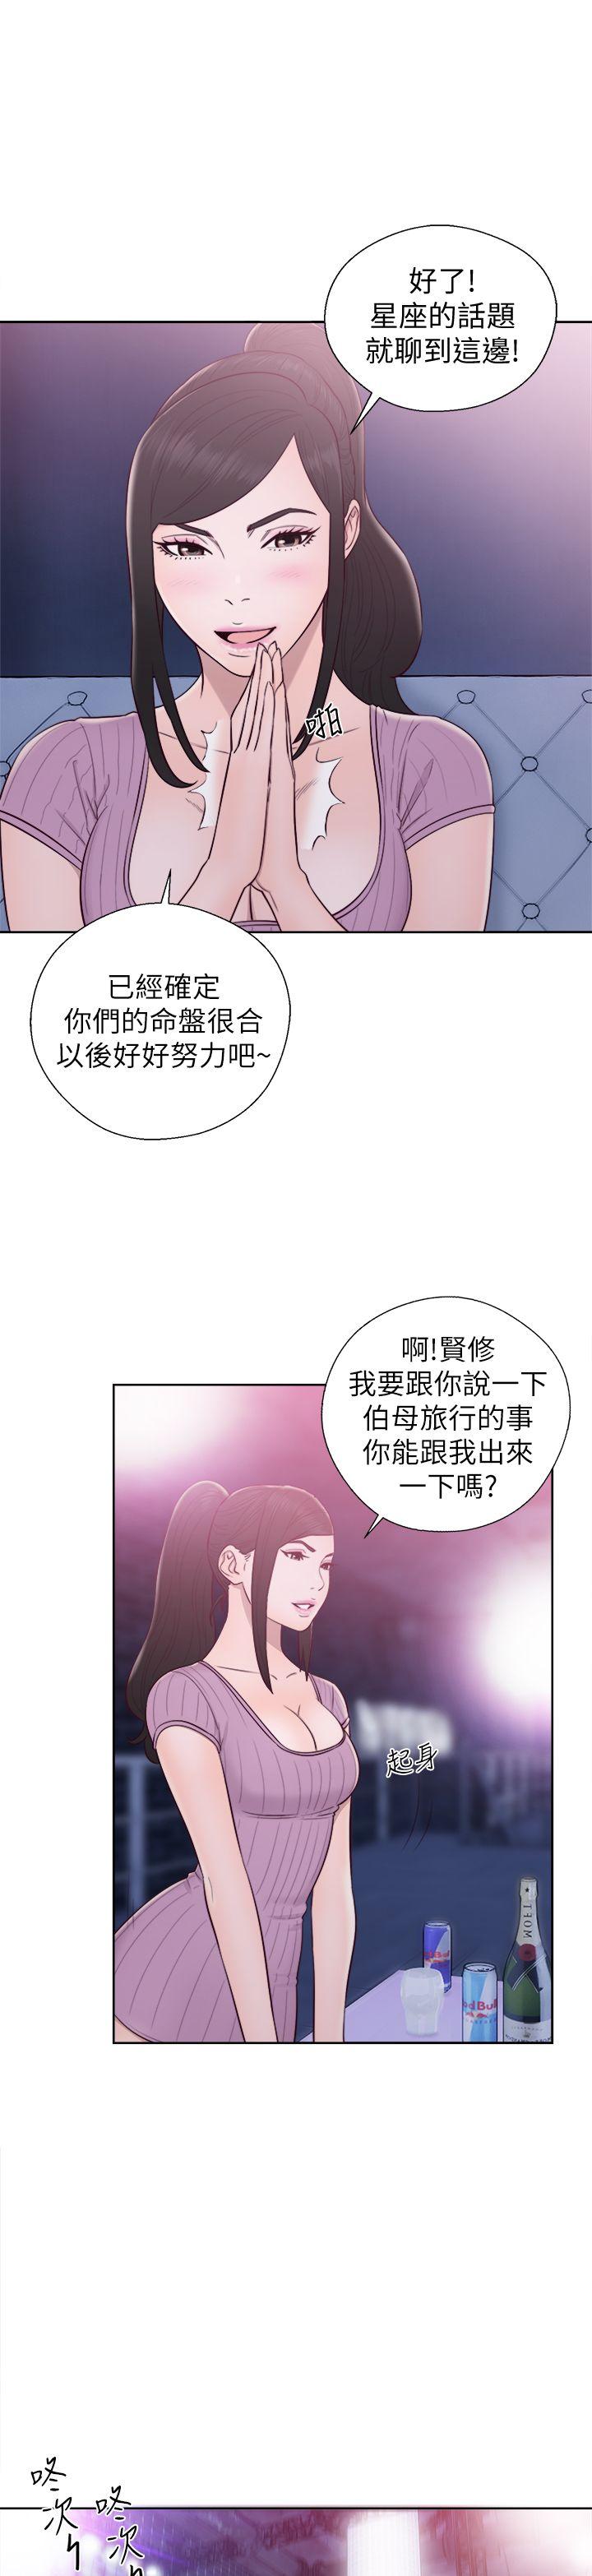 好了!
星座的話題
就聊到這邊!
啪
已經確定
你們的命盤很合
以後好好努力吧~
啊!賢修
我要跟你說一下
伯母旅行的事
你能跟我出來
一下嗎?
起身
咚
次
咚
次